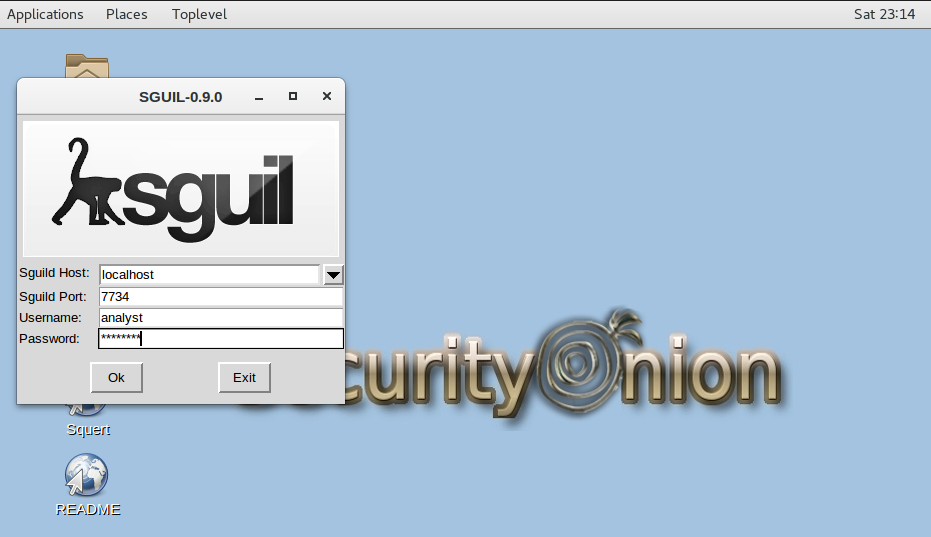 Applications Places Toplevel Sat 23:14
SGUIL-0.9.0
sguil
Sguild Host: localhost
Sguild Port: 7734
Username: analyst
Password: ********
Ok Exit
curity Onion
Squert
README